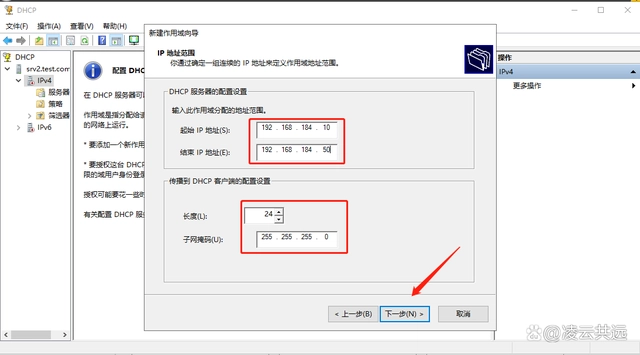 DHCP
文件(F) 操作(A) 查看(V) 帮助(H)
DHCP
srv2.test.com
IPv4
服务器
策略
筛选器
IPv6
配置 DHCP 服
在 DHCP 服务器可以
作用域是指分配给请
的网络上运行。
* 要添加一个新作用
* 要授权这台 DHCP
限的域用户身份登录
授权可能要花一些时
有关配置 DHCP 服务
新建作用域向导
IP 地址范围
你通过确定一组连续的 IP 地址来定义作用域地址范围。
DHCP 服务器的配置设置
输入此作用域分配的地址范围。
起始 IP 地址(S): 192 . 168 . 184 . 10
结束 IP 地址(E): 192 . 168 . 184 . 50
传播到 DHCP 客户端的配置设置
长度(L): 24
子网掩码(U): 255 . 255 . 255 . 0
< 上一步(B) 下一步(N) > 取消
操作
IPv4
更多操作
凌云共远